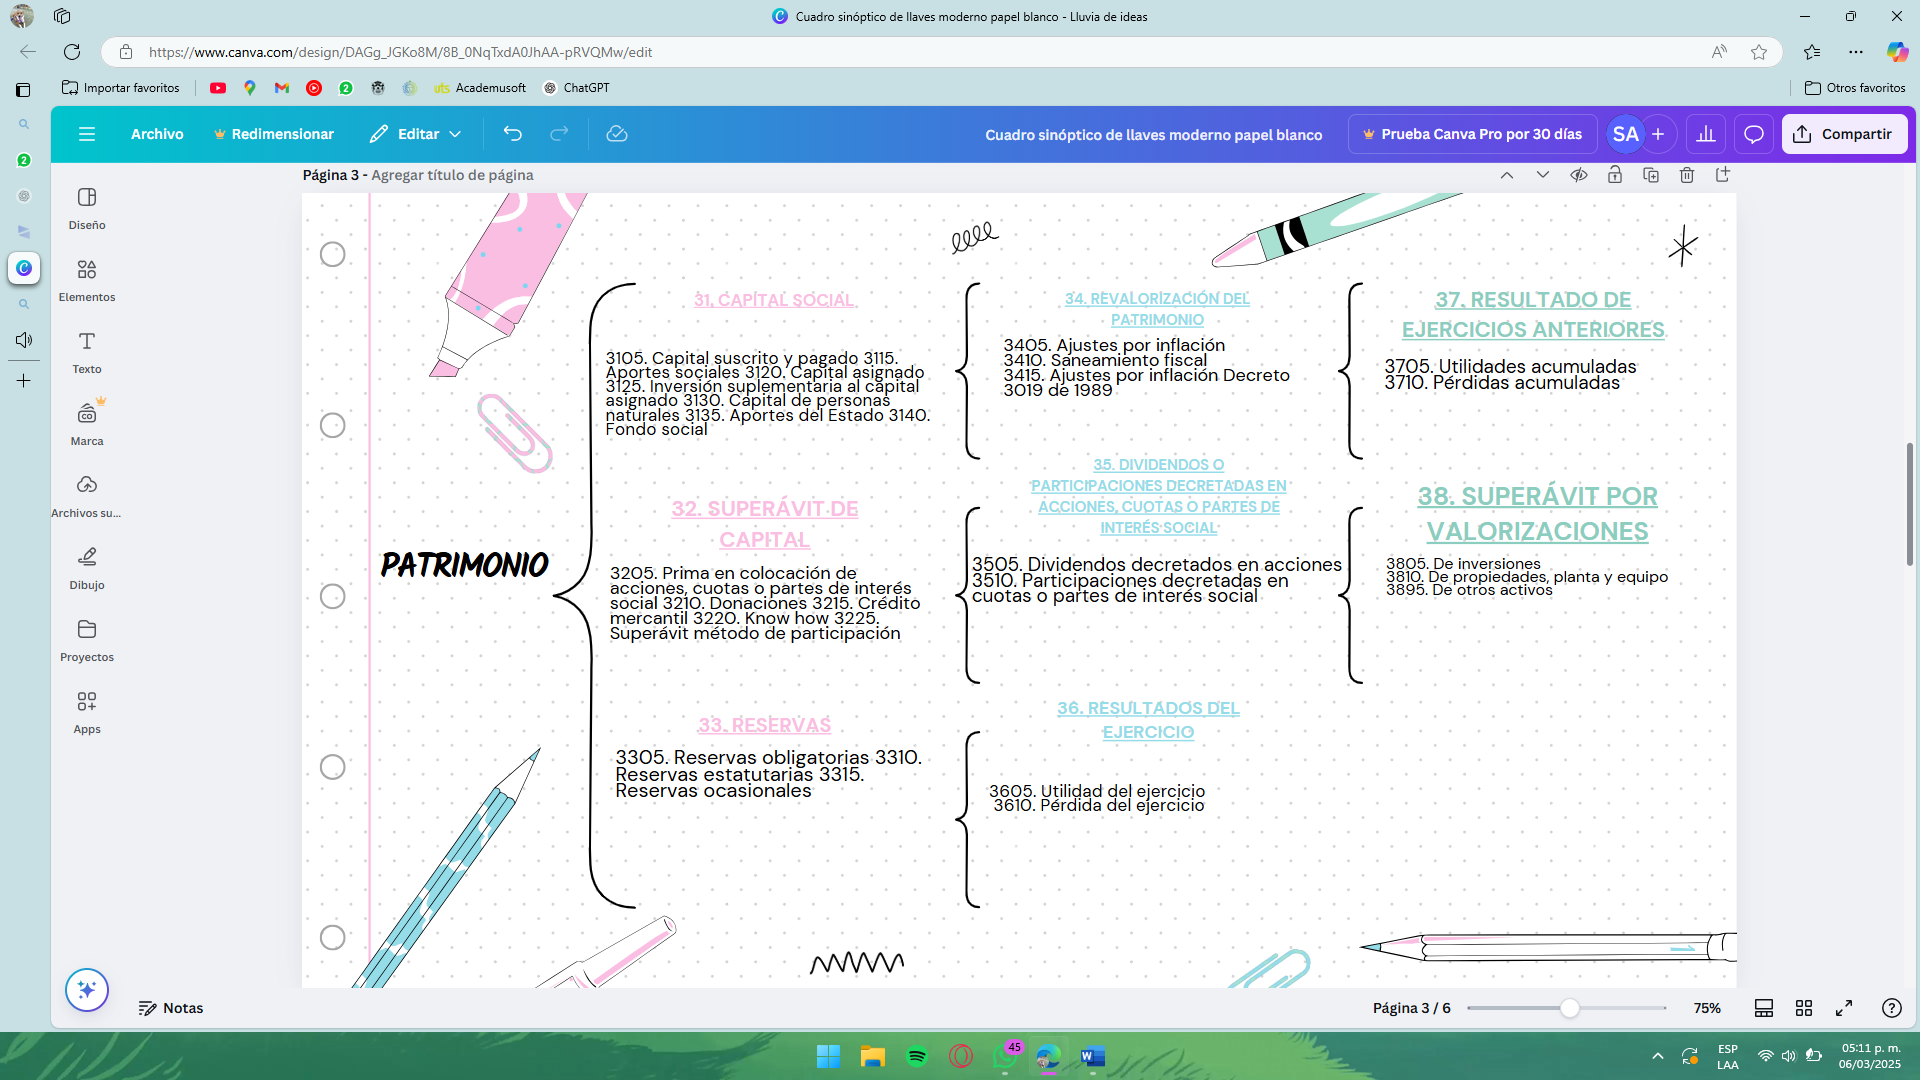 Cuadro sinóptico de llaves moderno papel blanco - Lluvia de ideas
https://www.canva.com/design/DAGg_JGKo8M/8B_0NqTxdA0JhAA-pRVQMw/edit
Importar favoritos
2
uts Academusoft
ChatGPT
Otros favoritos
Archivo
Redimensionar
Editar
Cuadro sinóptico de llaves moderno papel blanco
Prueba Canva Pro por 30 días
SA
Compartir
2
Diseño
Elementos
Texto
Marca
Archivos su...
Dibujo
Proyectos
Apps
Página 3 - Agregar título de página
PATRIMONIO
31. CAPITAL SOCIAL
3105. Capital suscrito y pagado 3115.
Aportes sociales 3120. Capital asignado
3125. Inversión suplementaria al capital
asignado 3130. Capital de personas
naturales 3135. Aportes del Estado 3140.
Fondo social
32. SUPERÁVIT DE
CAPITAL
3205. Prima en colocación de
acciones, cuotas o partes de interés
social 3210. Donaciones 3215. Crédito
mercantil 3220. Know how 3225.
Superávit método de participación
33. RESERVAS
3305. Reservas obligatorias 3310.
Reservas estatutarias 3315.
Reservas ocasionales
34. REVALORIZACIÓN DEL
PATRIMONIO
3405. Ajustes por inflación
3410. Saneamiento fiscal
3415. Ajustes por inflación Decreto
3019 de 1989
35. DIVIDENDOS O
PARTICIPACIONES DECRETADAS EN
ACCIONES, CUOTAS O PARTES DE
INTERÉS SOCIAL
3505. Dividendos decretados en acciones
3510. Participaciones decretadas en
cuotas o partes de interés social
36. RESULTADOS DEL
EJERCICIO
3605. Utilidad del ejercicio
3610. Pérdida del ejercicio
37. RESULTADO DE
EJERCICIOS ANTERIORES
3705. Utilidades acumuladas
3710. Pérdidas acumuladas
38. SUPERÁVIT POR
VALORIZACIONES
3805. De inversiones
3810. De propiedades, planta y equipo
3895. De otros activos
Notas
Página 3 / 6
75%
45
ESP
LAA
05:11 p. m.
06/03/2025